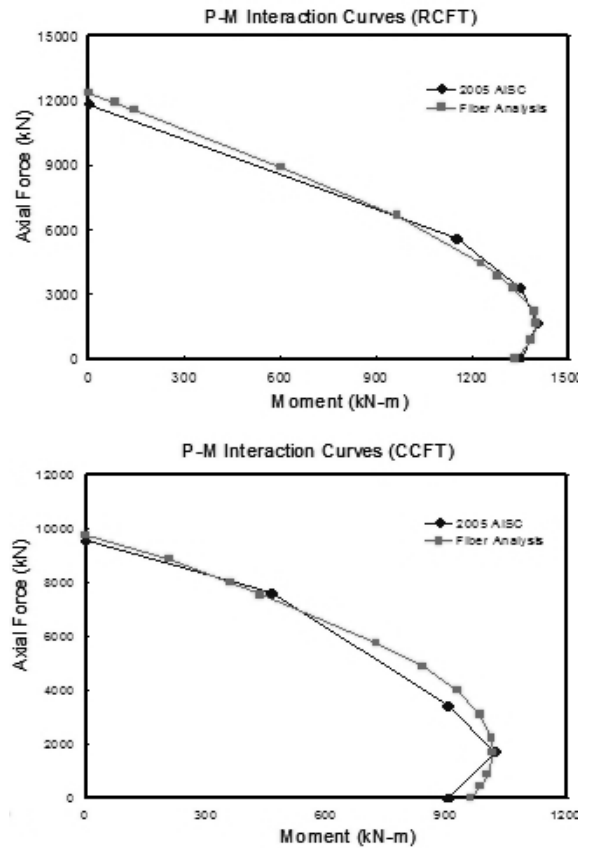 P-M Interaction Curves (RCFT)
15000
12000
9000
6000
3000
0
Axial Force (kN)
2005 AISC
Fiber Analysis
0 300 600 900 1200 1500
Moment (kN-m)
P-M Interaction Curves (CCFT)
12000
10000
8000
6000
4000
2000
0
Axial Force (kN)
2005 AISC
Fiber Analysis
0 300 600 900 1200
Moment (kN-m)